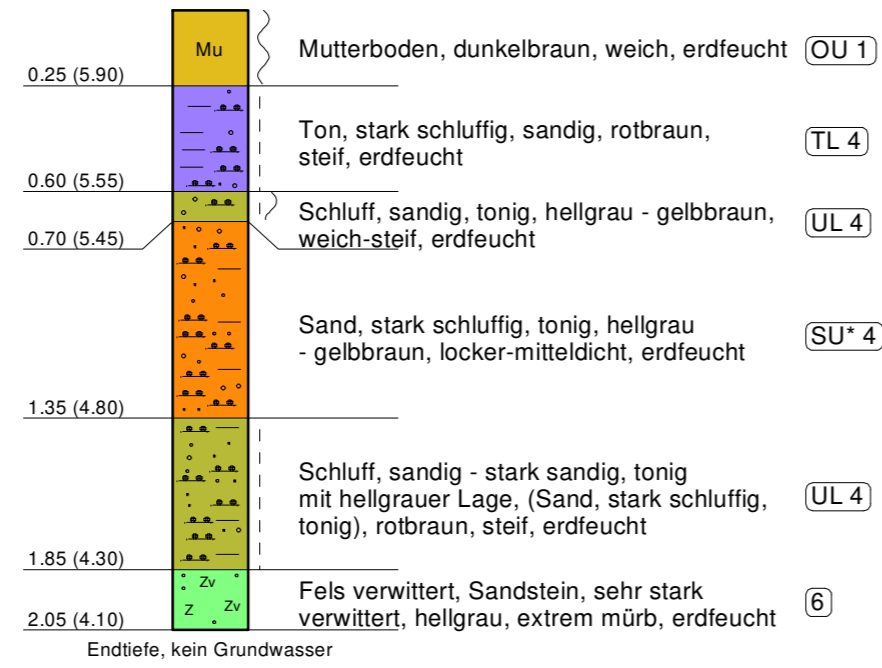 Mu
Mutterboden, dunkelbraun, weich, erdfeucht
OU 1
0.25 (5.90)
Ton, stark schluffig, sandig, rotbraun,
steif, erdfeucht
TL 4
0.60 (5.55)
Schluff, sandig, tonig, hellgrau - gelbbraun,
weich-steif, erdfeucht
UL 4
0.70 (5.45)
Sand, stark schluffig, tonig, hellgrau
- gelbbraun, locker-mitteldicht, erdfeucht
SU* 4
1.35 (4.80)
Schluff, sandig - stark sandig, tonig
mit hellgrauer Lage, (Sand, stark schluffig,
tonig), rotbraun, steif, erdfeucht
UL 4
1.85 (4.30)
Zv
Z Zv
Fels verwittert, Sandstein, sehr stark
verwittert, hellgrau, extrem mürb, erdfeucht
6
2.05 (4.10)
Endtiefe, kein Grundwasser